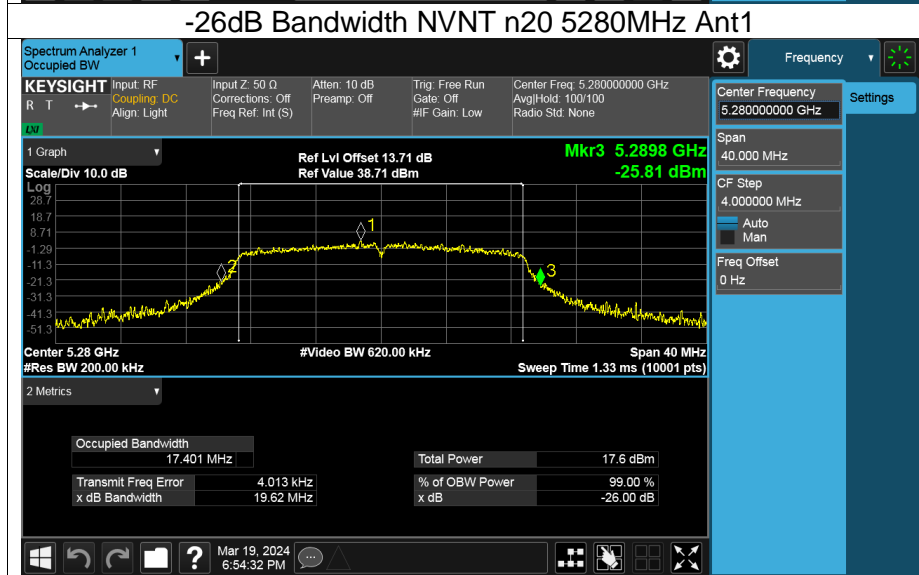 -26dB Bandwidth NVNT n20 5280MHz Ant1
Spectrum Analyzer 1
Occupied BW
+
Frequency
KEYSIGHT
R T
LXI
Input: RF
Coupling: DC
Align: Light
Input Z: 50 Ω
Corrections: Off
Freq Ref: Int (S)
Atten: 10 dB
Preamp: Off
Trig: Free Run
Gate: Off
#IF Gain: Low
Center Freq: 5.280000000 GHz
Avg|Hold: 100/100
Radio Std: None
Center Frequency
5.280000000 GHz
Settings
Span
40.000 MHz
CF Step
4.000000 MHz
Auto
Man
Freq Offset
0 Hz
1 Graph
Scale/Div 10.0 dB
Ref Lvl Offset 13.71 dB
Ref Value 38.71 dBm
Mkr3 5.2898 GHz
-25.81 dBm
Log
28.7
18.7
8.71
-1.29
-11.3
-21.3
-31.3
-41.3
-51.3
1
2
3
Center 5.28 GHz
#Res BW 200.00 kHz
#Video BW 620.00 kHz
Span 40 MHz
Sweep Time 1.33 ms (10001 pts)
2 Metrics
Occupied Bandwidth
17.401 MHz
Total Power 17.6 dBm
Transmit Freq Error 4.013 kHz
% of OBW Power 99.00 %
x dB Bandwidth 19.62 MHz
x dB -26.00 dB
?
Mar 19, 2024
6:54:32 PM